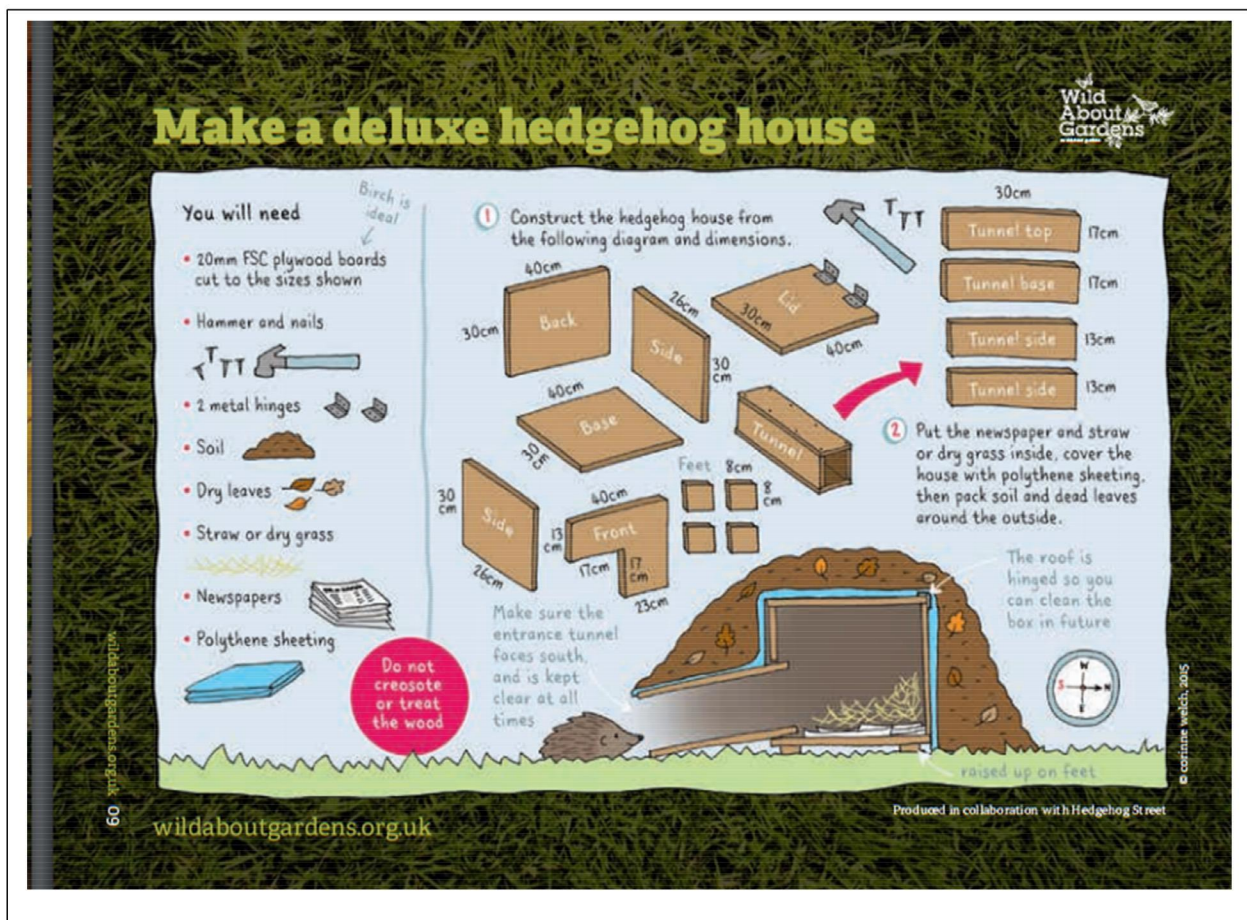 Make a deluxe hedgehog house
Wild
About
Gardens
You will need
Birch is
ideal
• 20mm FSC plywood boards
cut to the sizes shown
• Hammer and nails
• 2 metal hinges
• Soil
• Dry leaves
• Straw or dry grass
• Newspapers
• Polythene sheeting
Do not
creosote
or treat
the wood
1 Construct the hedgehog house from
the following diagram and dimensions.
40cm
30cm
Back
26cm
Side
30
cm
Lid
30cm
40cm
40cm
Base
30
cm
Tunnel
30
cm
Side
26cm
40cm
13
cm
Front
17cm
17
cm
23cm
Feet
8cm
8
cm
30cm
Tunnel top
17cm
Tunnel base
17cm
Tunnel side
13cm
Tunnel side
13cm
2 Put the newspaper and straw
or dry grass inside, cover the
house with polythene sheeting,
then pack soil and dead leaves
around the outside.
Make sure the
entrance tunnel
faces south,
and is kept
clear at all
times
The roof is
hinged so you
can clean the
box in future
W
S
N
E
raised up on feet
© corinne welch, 2015
Produced in collaboration with Hedgehog Street
wildaboutgardens.org.uk 09
wildaboutgardens.org.uk